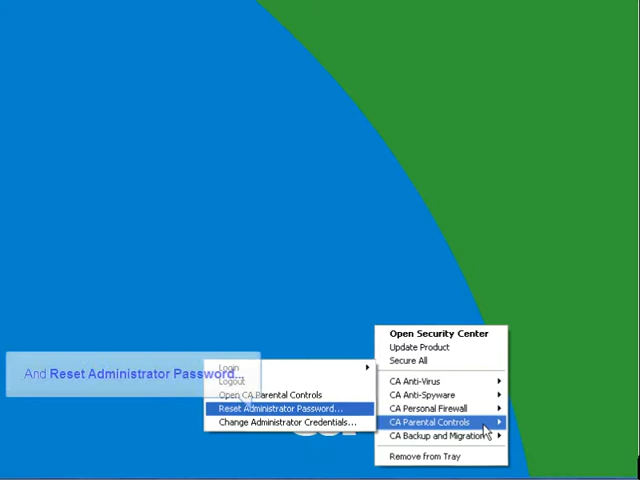 Open Security Center
Update Product
Secure All
CA Anti-Virus
CA Anti-Spyware
CA Personal Firewall
CA Parental Controls
CA Backup and Migration
Remove from Tray
And Reset Administrator Password...
Login
Logout
Open CA Parental Controls
Reset Administrator Password...
Change Administrator Credentials...